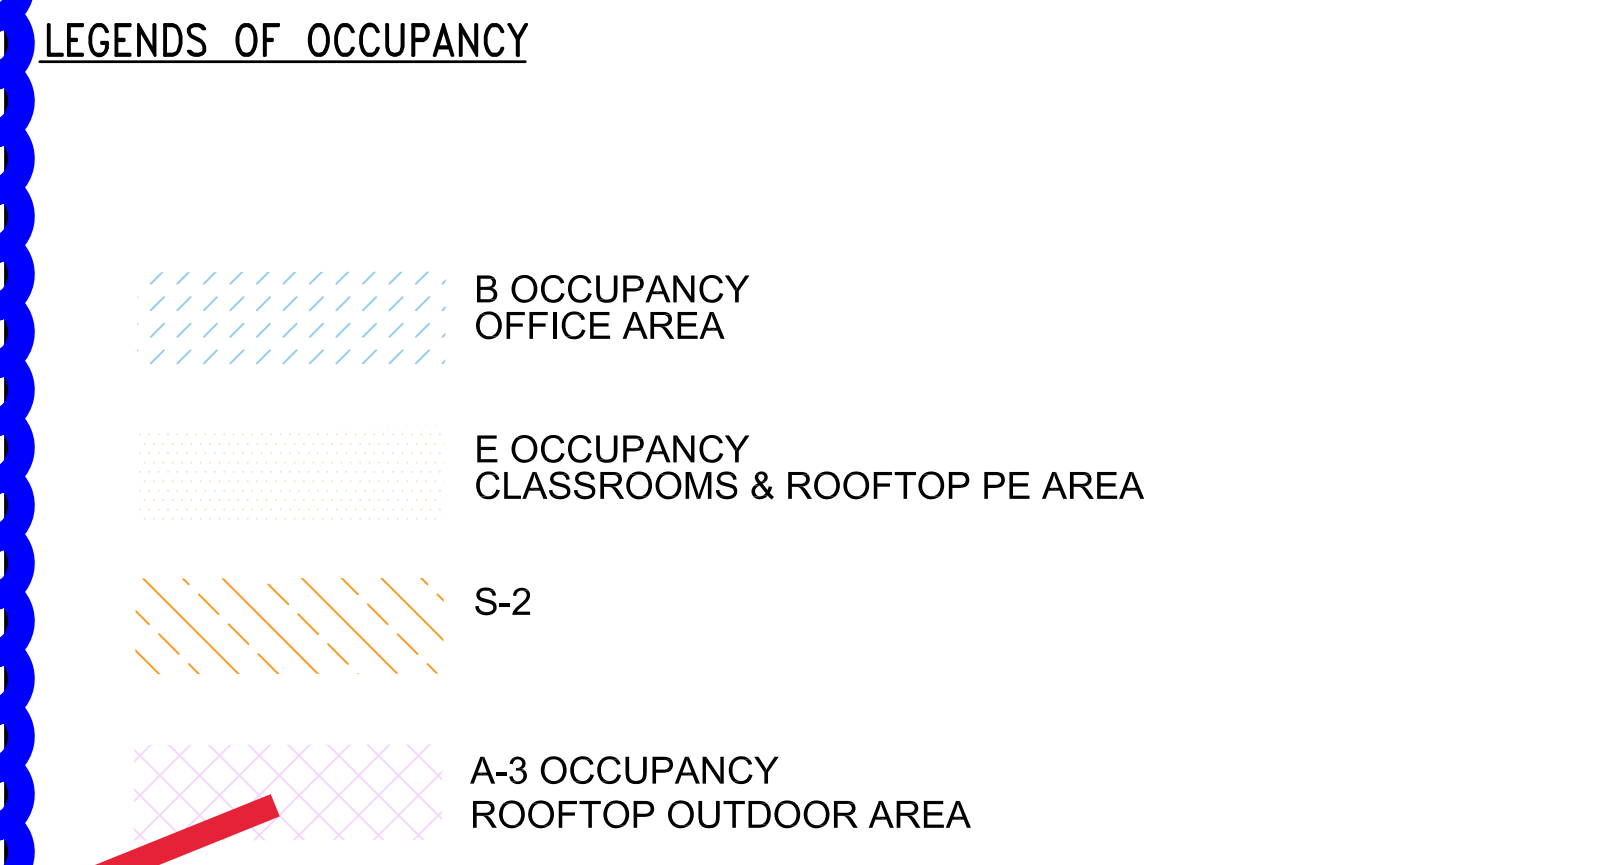 LEGENDS OF OCCUPANCY
B OCCUPANCY
OFFICE AREA
E OCCUPANCY
CLASSROOMS & ROOFTOP PE AREA
S-2
A-3 OCCUPANCY
ROOFTOP OUTDOOR AREA